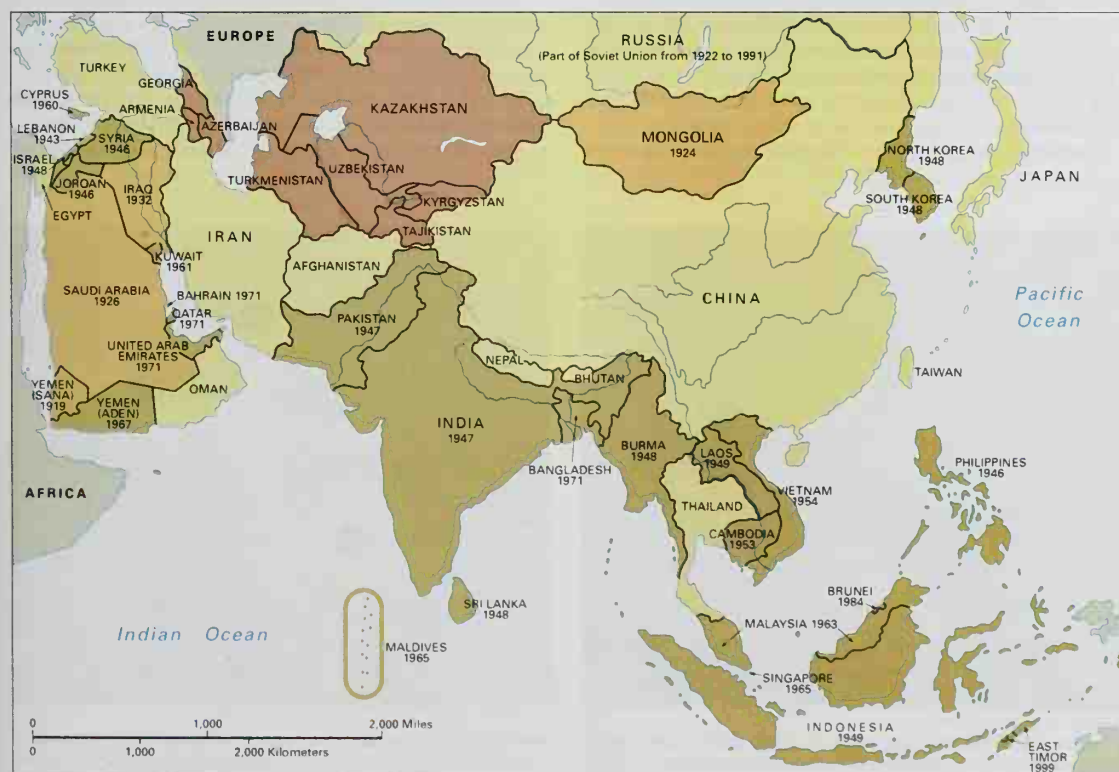 EUROPE
RUSSIA
(Part of Soviet Union from 1922 to 1991)
TURKEY
GEORGIA
CYPRUS
1960
ARMENIA
AZERBAIJAN
KAZAKHSTAN
MONGOLIA
1924
LEBANON
1943
SYRIA
1946
ISRAEL
1948
JORDAN
1946
IRAQ
1932
EGYPT
UZBEKISTAN
TURKMENISTAN
KYRGYZSTAN
TAJIKISTAN
NORTH KOREA
1948
SOUTH KOREA
1948
JAPAN
IRAN
KUWAIT
1961
AFGHANISTAN
SAUDI ARABIA
1926
BAHRAIN 1971
QATAR
1971
PAKISTAN
1947
CHINA
Pacific
Ocean
UNITED ARAB
EMIRATES
1971
OMAN
NEPAL
BHUTAN
TAIWAN
YEMEN
(SANA)
1919
YEMEN
(ADEN)
1967
INDIA
1947
BANGLADESH
1971
BURMA
1948
LAOS
1949
VIETNAM
1954
THAILAND
CAMBODIA
1953
PHILIPPINES
1946
AFRICA
SRI LANKA
1948
BRUNEI
1984
Indian Ocean
MALDIVES
1965
MALAYSIA 1963
SINGAPORE
1965
INDONESIA
1949
EAST
TIMOR
1999
0 1,000 2,000 Miles
0 1,000 2,000 Kilometers